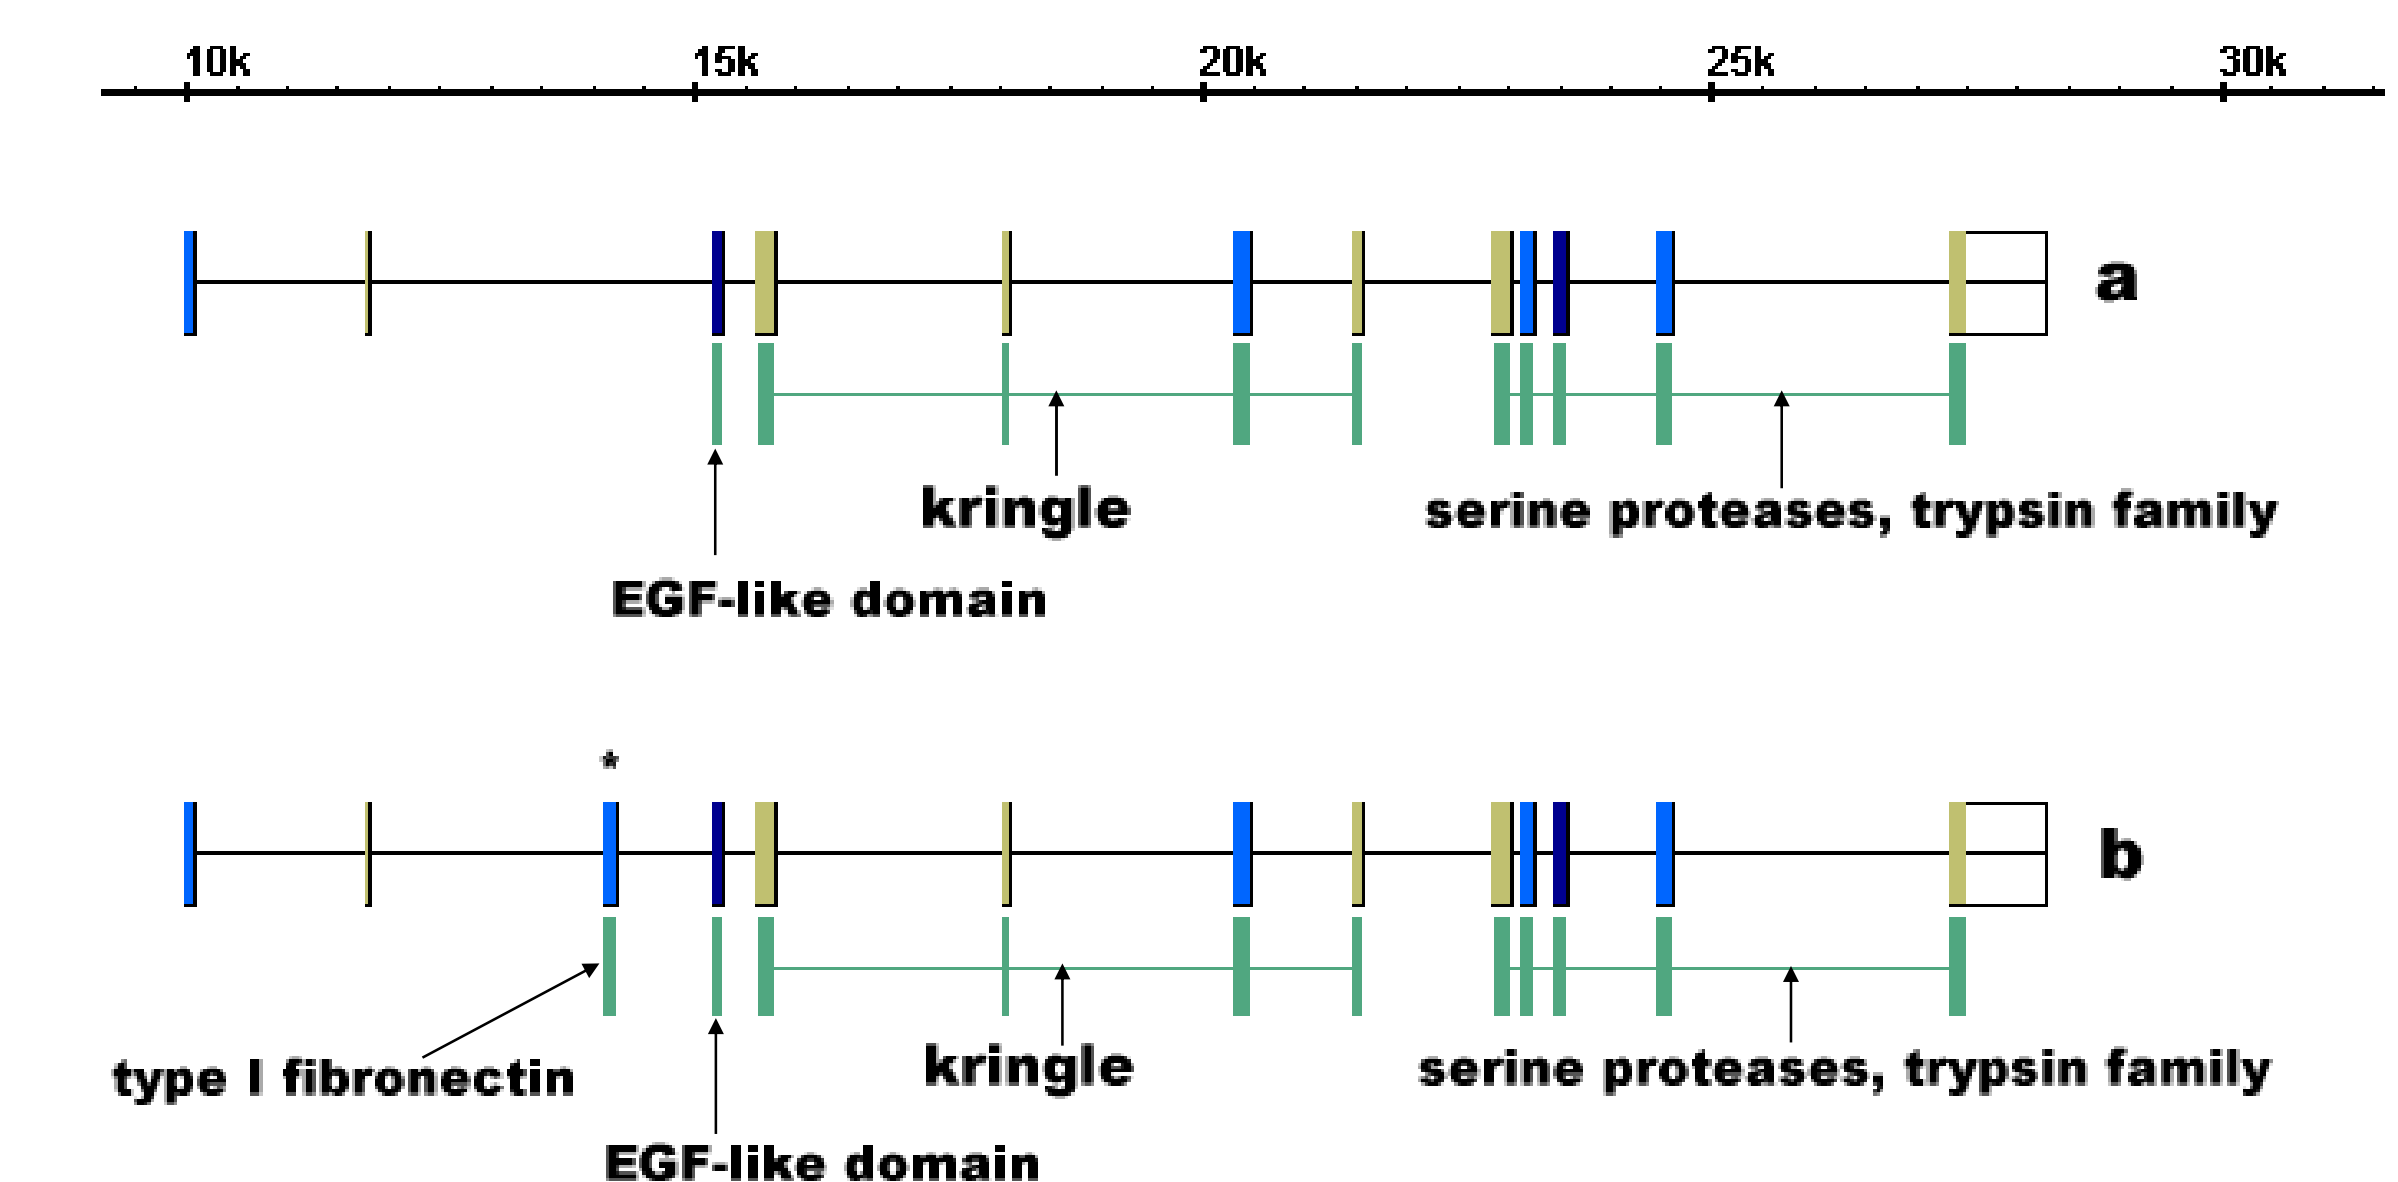 10k 15k 20k 25k 30k
a
kringle
serine proteases, trypsin family
EGF-like domain
*
b
type I fibronectin
kringle
serine proteases, trypsin family
EGF-like domain